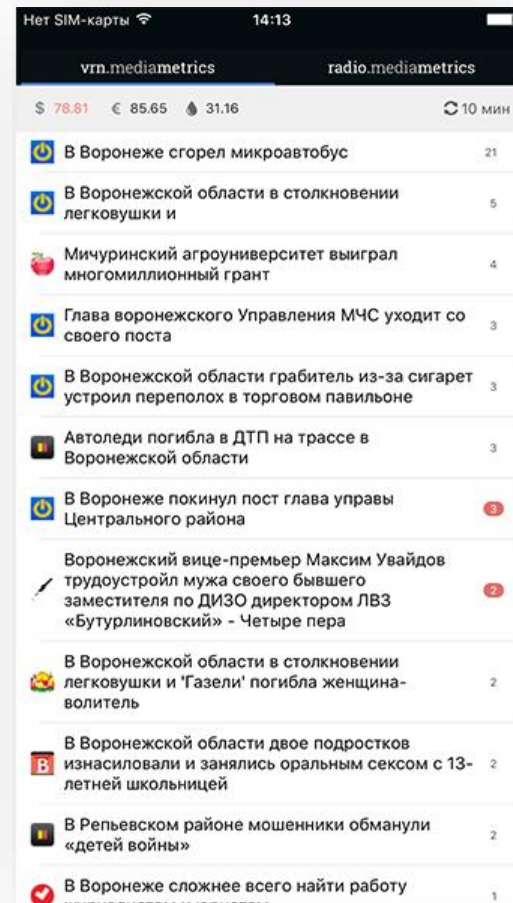 Нет SIM-карты 14:13
vrn.mediametrics radio.mediametrics
$ 78.81 € 85.65 31.16 10 мин
В Воронеже сгорел микроавтобус 21
В Воронежской области в столкновении
легковушки и 5
Мичуринский агроуниверситет выиграл
многомиллионный грант 4
Глава воронежского Управления МЧС уходит со
своего поста 3
В Воронежской области грабитель из-за сигарет
устроил переполох в торговом павильоне 3
Автоледи погибла в ДТП на трассе в
Воронежской области 3
В Воронеже покинул пост глава управы
Центрального района 3
Воронежский вице-премьер Максим Увайдов
трудоустройл мужа своего бывшего
заместителя по ДИЗО директором ЛВЗ 2
«Бутурлиновский» - Четыре пера
В Воронежской области в столкновении
легковушки и 'Газели' погибла женщина- 2
волитель
В Воронежской области двое подростков
изнасиловали и занялись оральным сексом с 13- 2
летней школьницей
В Репьевском районе мошенники обманули
«детей войны» 2
В Воронеже сложнее всего найти работу 1